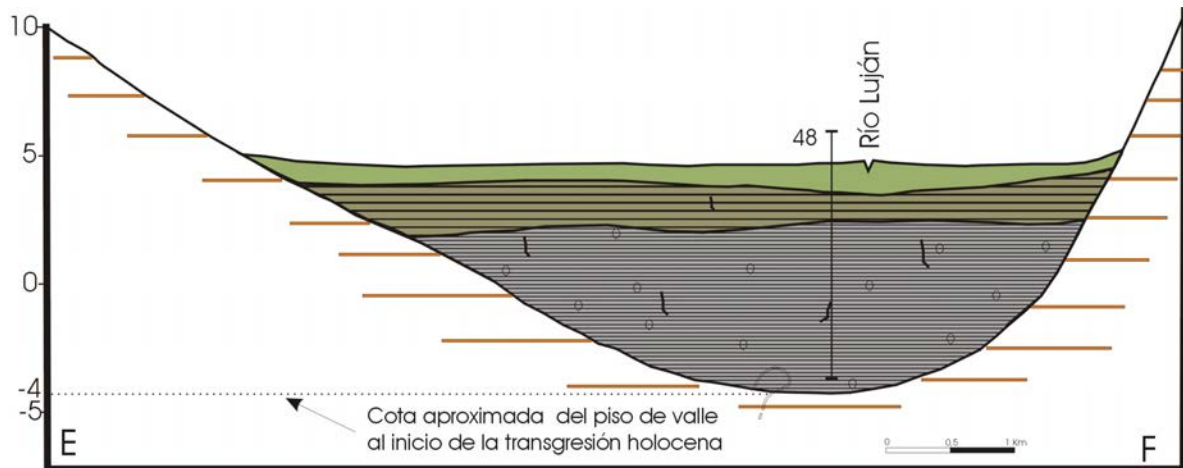 10
5
0
-4
-5
48
Río Luján
Cota aproximada del piso de valle
al inicio de la transgresión holocena
E
F
0 0,5 1 Km